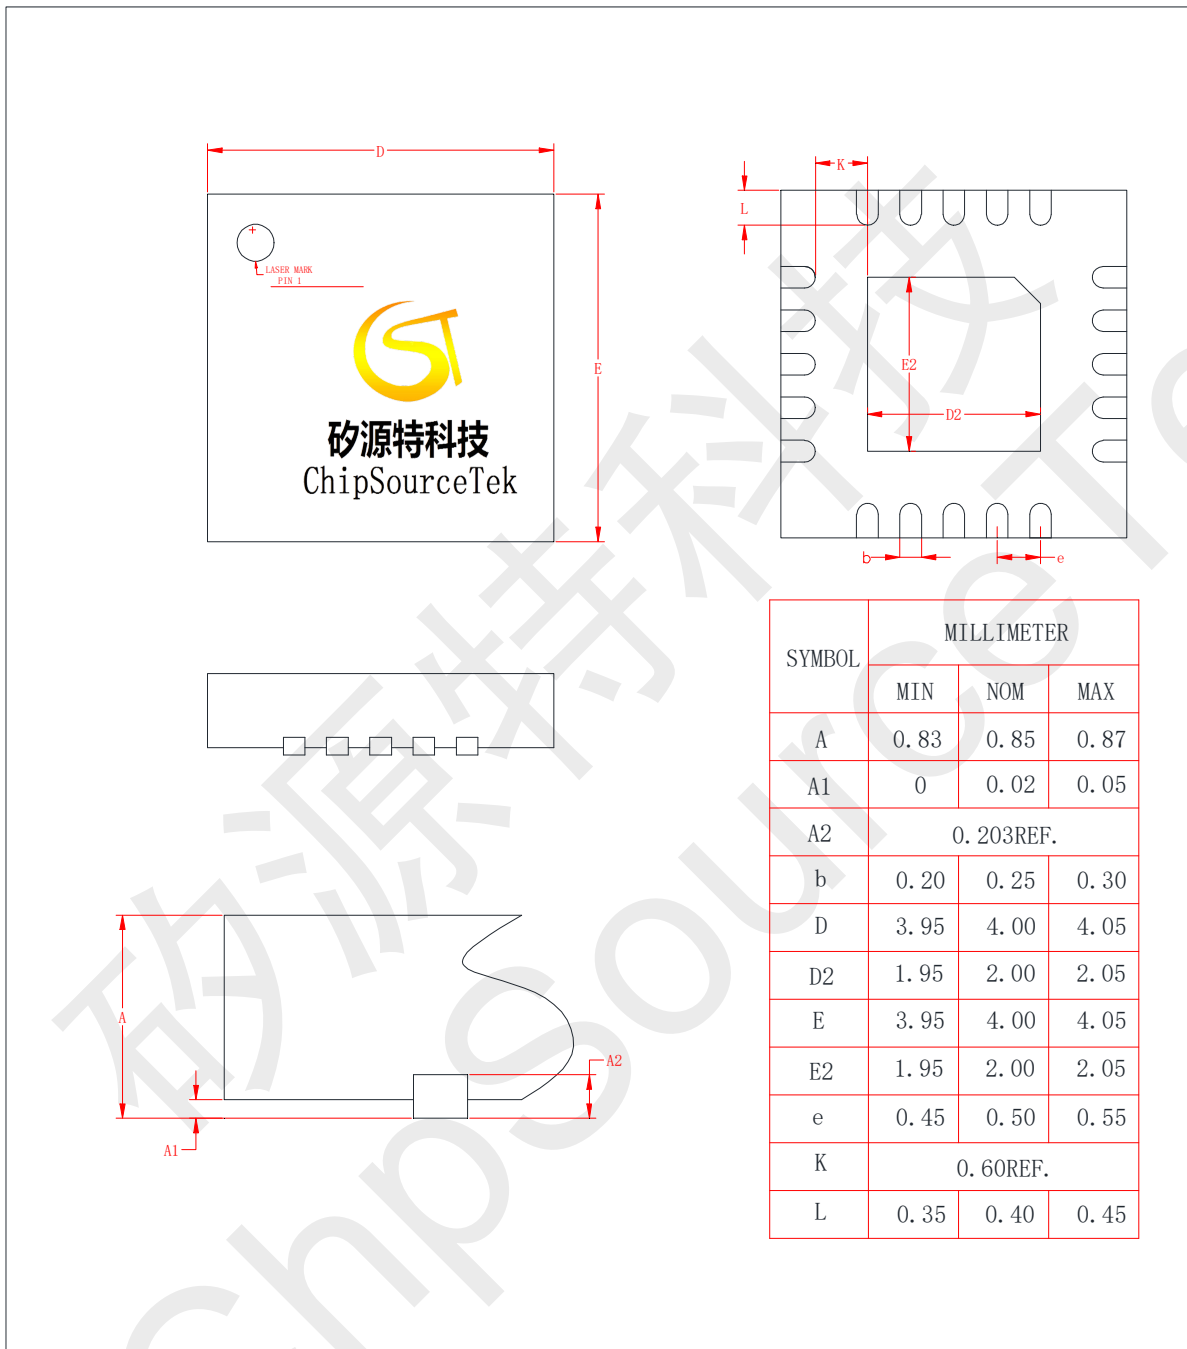 D
K
L
LASER MARK
PIN 1
E
E2
D2
矽源特科技
ChipSourceTek
b
e
SYMBOL MILLIMETER
MIN NOM MAX
A 0.83 0.85 0.87
A1 0 0.02 0.05
A2 0.203REF.
b 0.20 0.25 0.30
D 3.95 4.00 4.05
D2 1.95 2.00 2.05
E 3.95 4.00 4.05
E2 1.95 2.00 2.05
e 0.45 0.50 0.55
K 0.60REF.
L 0.35 0.40 0.45
A
A2
A1
矽源特科技
ChpSourceTe